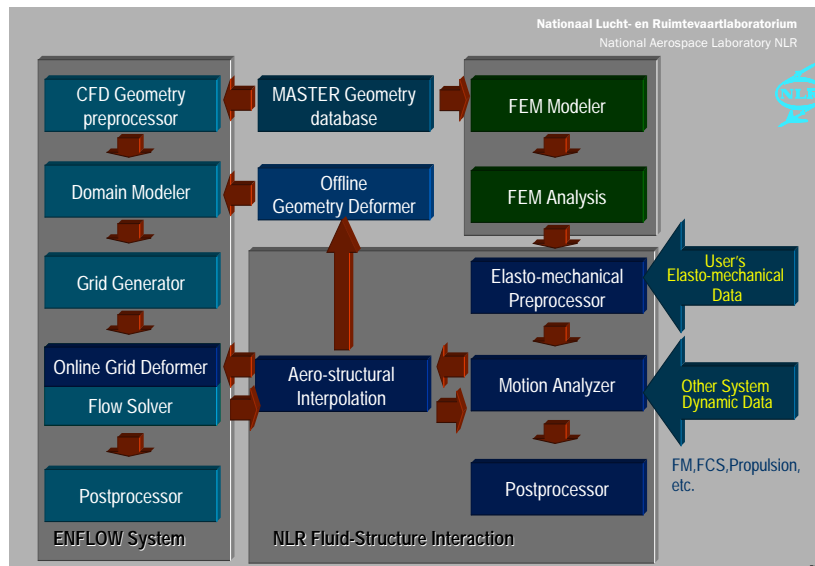 Nationaal Lucht- en Ruimtevaartlaboratorium
National Aerospace Laboratory NLR
NLR
CFD Geometry
preprocessor
MASTER Geometry
database
FEM Modeler
Domain Modeler
Offline
Geometry Deformer
FEM Analysis
Grid Generator
Elasto-mechanical
Preprocessor
User's
Elasto-mechanical
Data
Online Grid Deformer
Flow Solver
Aero-structural
Interpolation
Motion Analyzer
Other System
Dynamic Data
FM,FCS,Propulsion,
etc.
Postprocessor
Postprocessor
ENFLOW System
NLR Fluid-Structure Interaction